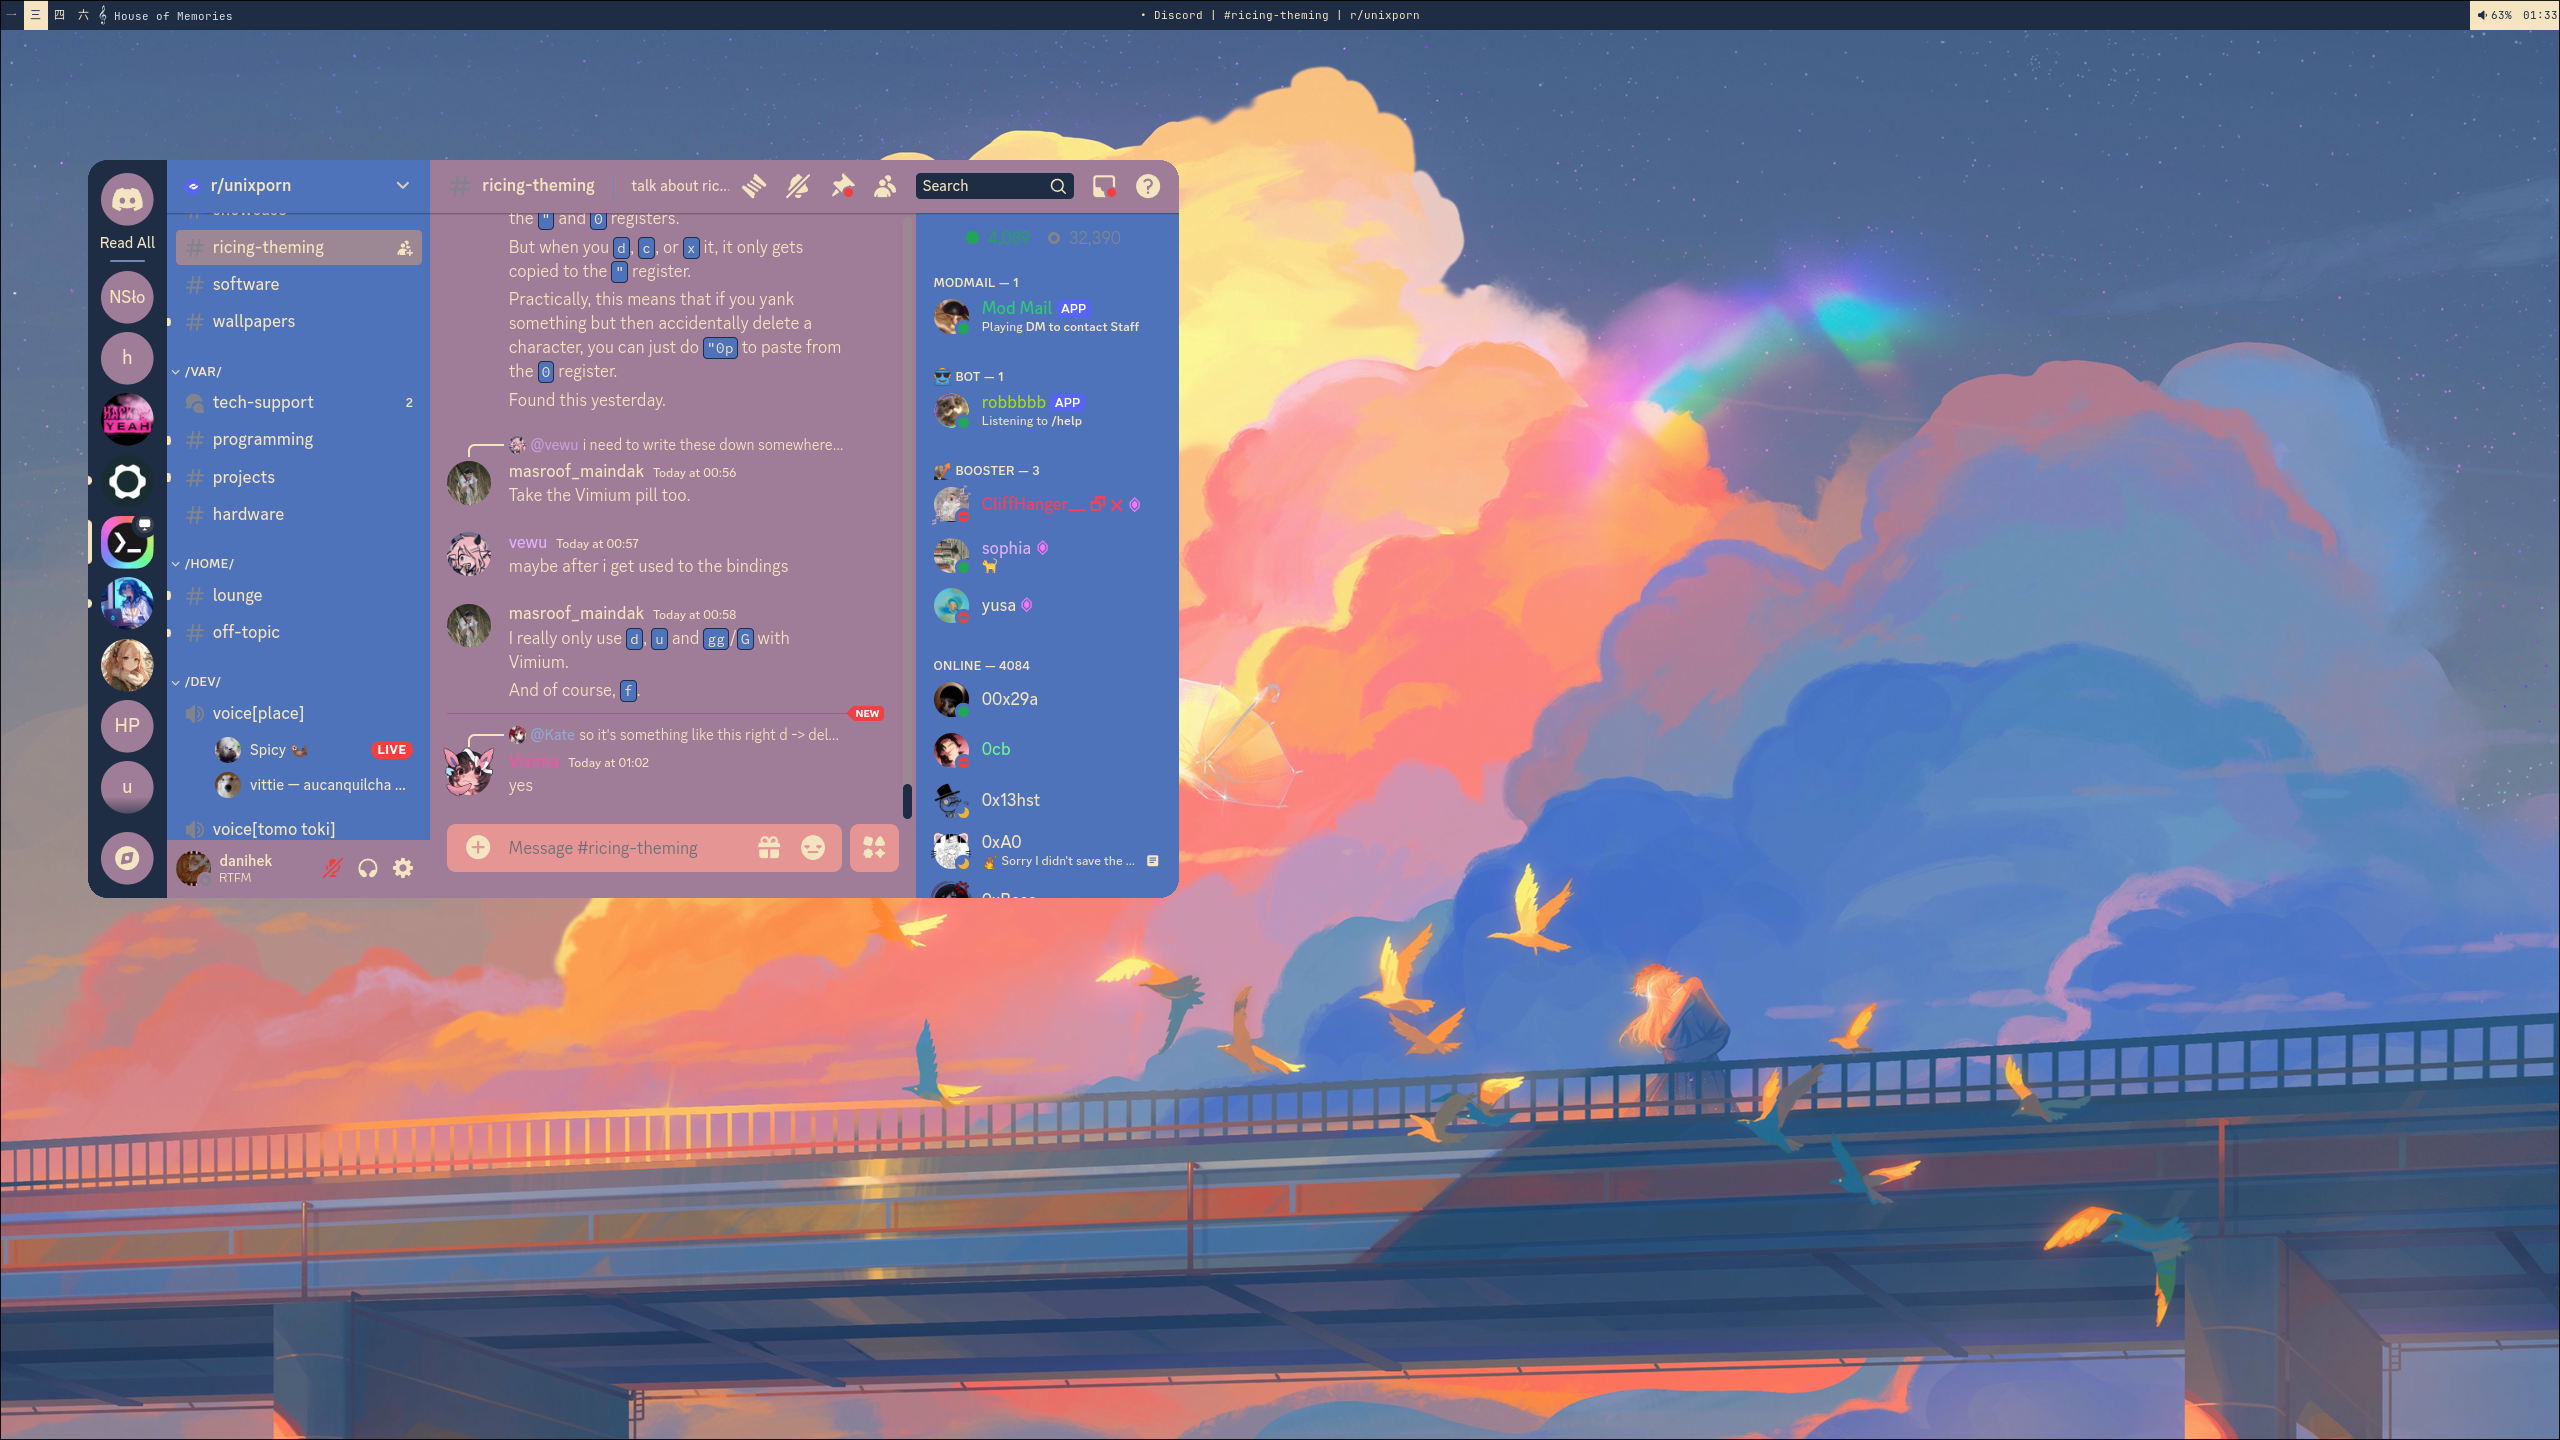 一 三 四 六 House of Memories
• Discord | #ricing-theming | r/unixporn
63% 01:33
Read All
NSło
h
HACK
YEAH
HP
u
r/unixporn
ricing-theming
software
wallpapers
/VAR/
tech-support 2
programming
projects
hardware
/HOME/
lounge
off-topic
/DEV/
voice[place]
Spicy LIVE
vittie — aucanquilcha ...
voice[tomo toki]
danihek
RTFM
# ricing-theming talk about ric...
Search
the " and 0 registers.
But when you d, c, or x it, it only gets
copied to the " register.
Practically, this means that if you yank
something but then accidentally delete a
character, you can just do "0p to paste from
the 0 register.
Found this yesterday.
@vewu i need to write these down somewhere...
masroof_maindak Today at 00:56
Take the Vimium pill too.
vewu Today at 00:57
maybe after i get used to the bindings
masroof_maindak Today at 00:58
I really only use d, u and gg/G with
Vimium.
And of course, f.
NEW
@Kate so it's something like this right d -> del...
Today at 01:02
yes
Message #ricing-theming
32,390
MODMAIL — 1
Mod Mail APP
Playing DM to contact Staff
BOT — 1
robbbbb APP
Listening to /help
BOOSTER — 3
CliffHanger__
sophia
yusa
ONLINE — 4084
00x29a
0cb
0x13hst
0xA0
Sorry I didn't save the ...